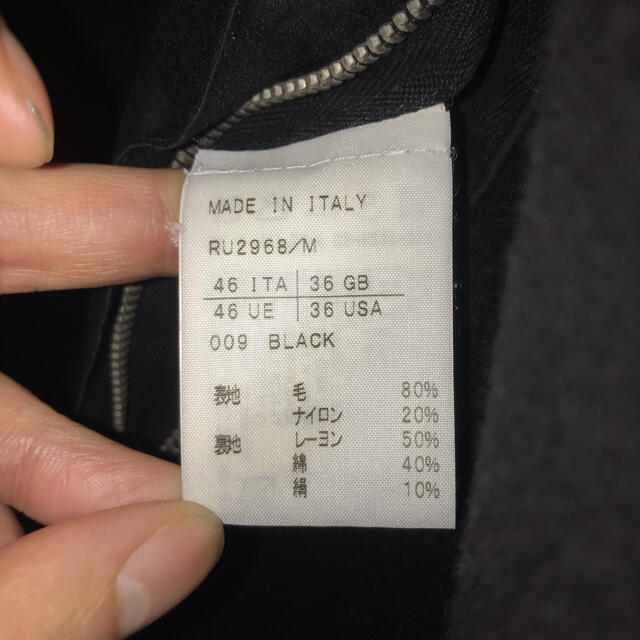 MADE IN ITALY
RU2968/M
46 ITA 36 GB
46 UE 36 USA
009 BLACK
表地 毛 80%
ナイロン 20%
裏地 レーヨン 50%
綿 40%
絹 10%